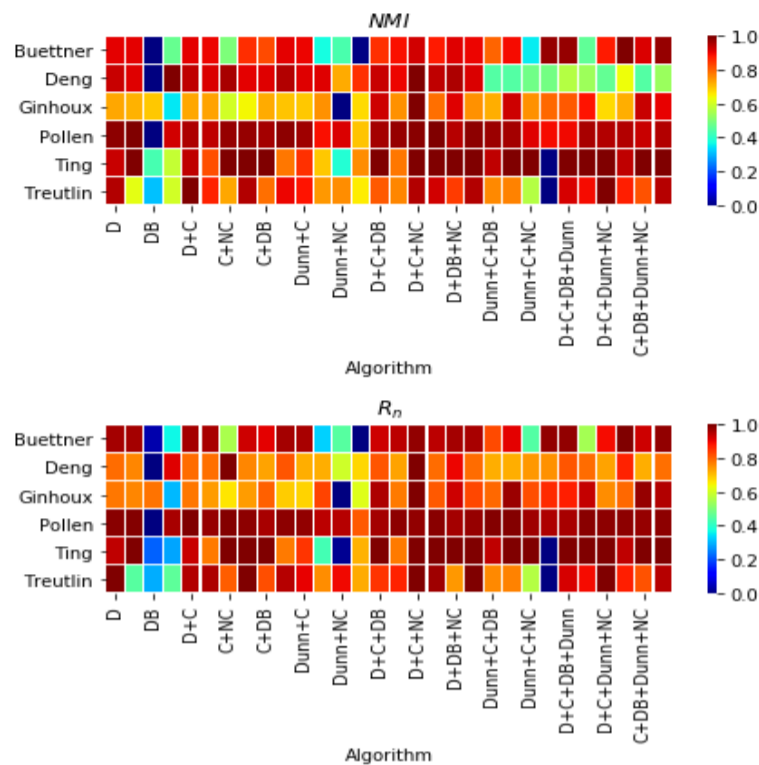 NMI
Buettner
Deng
Ginhoux
Pollen
Ting
Treutlin
1.0
0.8
0.6
0.4
0.2
0.0
D
DB
D+C
C+NC
C+DB
Dunn+C
Dunn+NC
D+C+DB
D+C+NC
D+DB+NC
Dunn+C+DB
Dunn+C+NC
D+C+DB+Dunn
D+C+Dunn+NC
C+DB+Dunn+NC
Algorithm
Rn
Buettner
Deng
Ginhoux
Pollen
Ting
Treutlin
1.0
0.8
0.6
0.4
0.2
0.0
D
DB
D+C
C+NC
C+DB
Dunn+C
Dunn+NC
D+C+DB
D+C+NC
D+DB+NC
Dunn+C+DB
Dunn+C+NC
D+C+DB+Dunn
D+C+Dunn+NC
C+DB+Dunn+NC
Algorithm